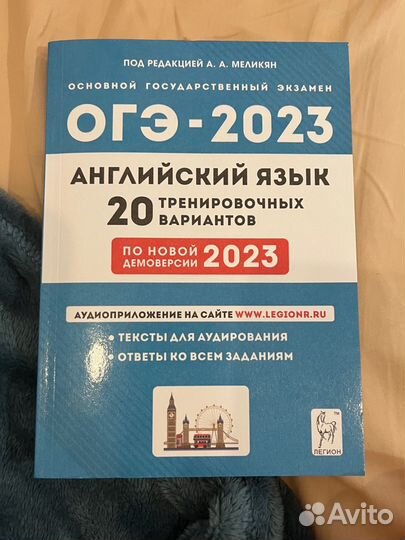 ПОД РЕДАКЦИЕЙ А. А. МЕЛИКЯН
ОСНОВНОЙ ГОСУДАРСТВЕННЫЙ ЭКЗАМЕН
ОГЭ - 2023
АНГЛИЙСКИЙ ЯЗЫК
20 ТРЕНИРОВОЧНЫХ
ВАРИАНТОВ
ПО НОВОЙ
ДЕМОВЕРСИИ 2023
АУДИОПРИЛОЖЕНИЕ НА САЙТЕ WWW.LEGIONR.RU
• ТЕКСТЫ ДЛЯ АУДИРОВАНИЯ
• ОТВЕТЫ КО ВСЕМ ЗАДАНИЯМ
TM
ЛЕГИОН
Avito